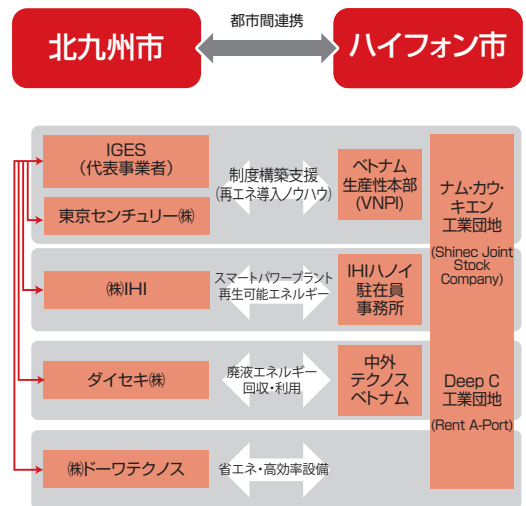 都市間連携
北九州市
ハイフォン市
IGES
(代表事業者)
東京センチュリー㈱
制度構築支援
(再エネ導入ノウハウ)
ベトナム
生産性本部
(VNPI)
㈱IHI
スマートパワープラント
再生可能エネルギー
IHIハノイ
駐在員
事務所
ダイセキ㈱
廃液エネルギー
回収・利用
中外
テクノス
ベトナム
㈱ドーワテクノス
省エネ・高効率設備
ナム・カウ・
キエン
工業団地
(Shinec Joint
Stock
Company)
Deep C
工業団地
(Rent A-Port)